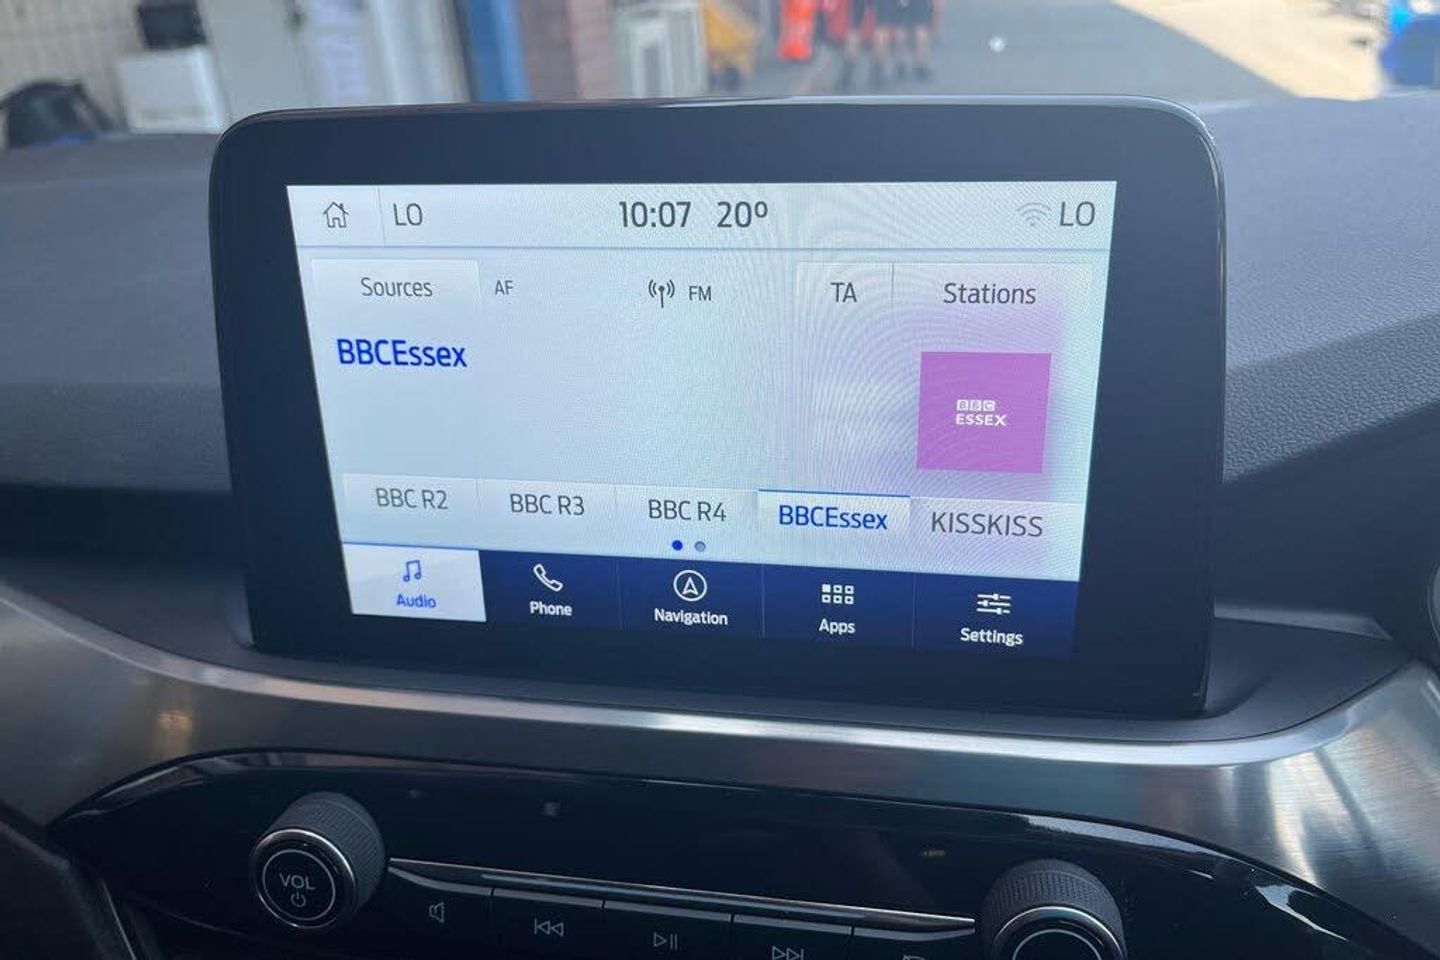 LO 10:07 20º LO
Sources AF FM TA Stations
BBCEssex
BBC
ESSEX
BBC R2 BBC R3 BBC R4 BBCEssex KISSKISS
Audio Phone Navigation Apps Settings
VOL